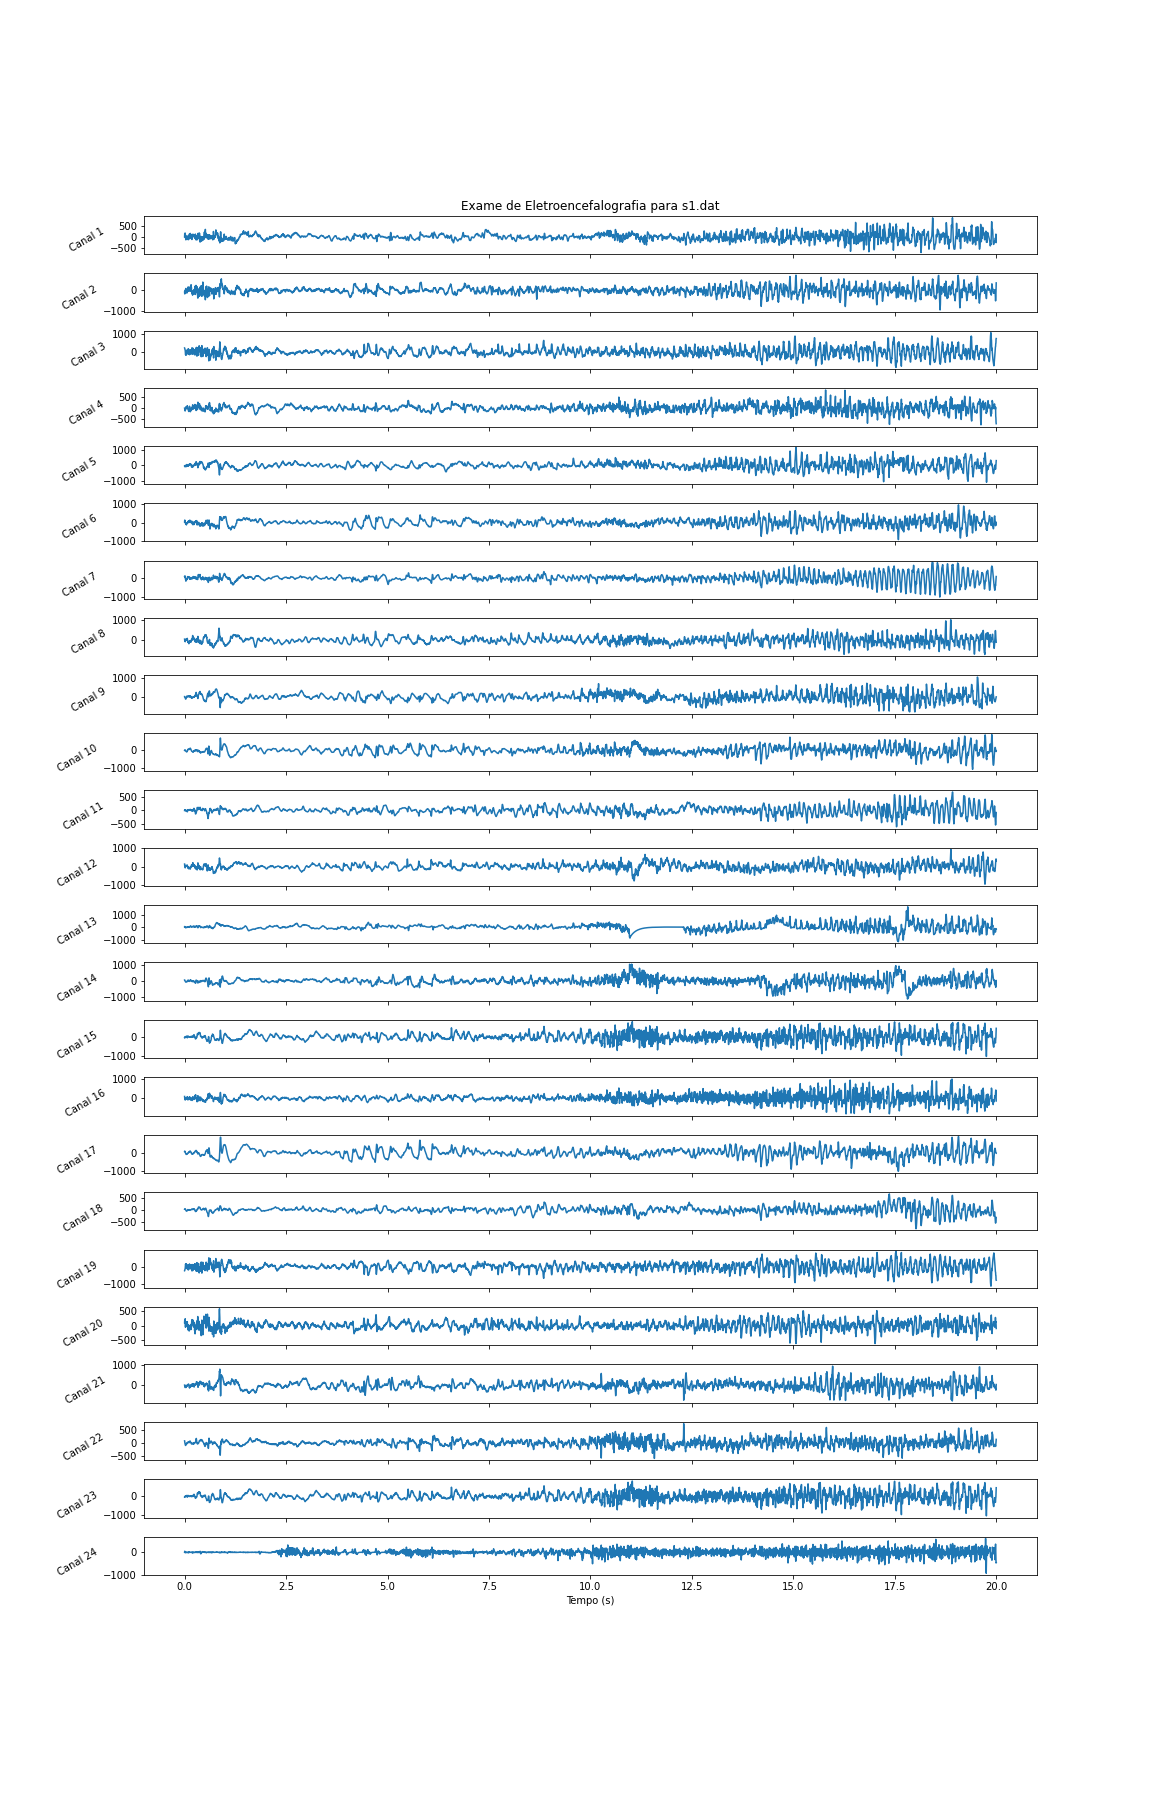 Exame de Eletroencefalografia para s1.dat
Canal 1
500
0
−500
Canal 2
0
−1000
Canal 3
1000
0
Canal 4
500
0
−500
Canal 5
1000
0
−1000
Canal 6
1000
0
−1000
Canal 7
0
−1000
Canal 8
1000
0
Canal 9
1000
0
Canal 10
0
−1000
Canal 11
500
0
−500
Canal 12
1000
0
−1000
Canal 13
1000
0
−1000
Canal 14
1000
0
−1000
Canal 15
0
−1000
Canal 16
1000
0
Canal 17
0
−1000
Canal 18
500
0
−500
Canal 19
0
−1000
Canal 20
500
0
−500
Canal 21
1000
0
Canal 22
500
0
−500
Canal 23
0
−1000
Canal 24
0
−1000
0.0 2.5 5.0 7.5 10.0 12.5 15.0 17.5 20.0
Tempo (s)